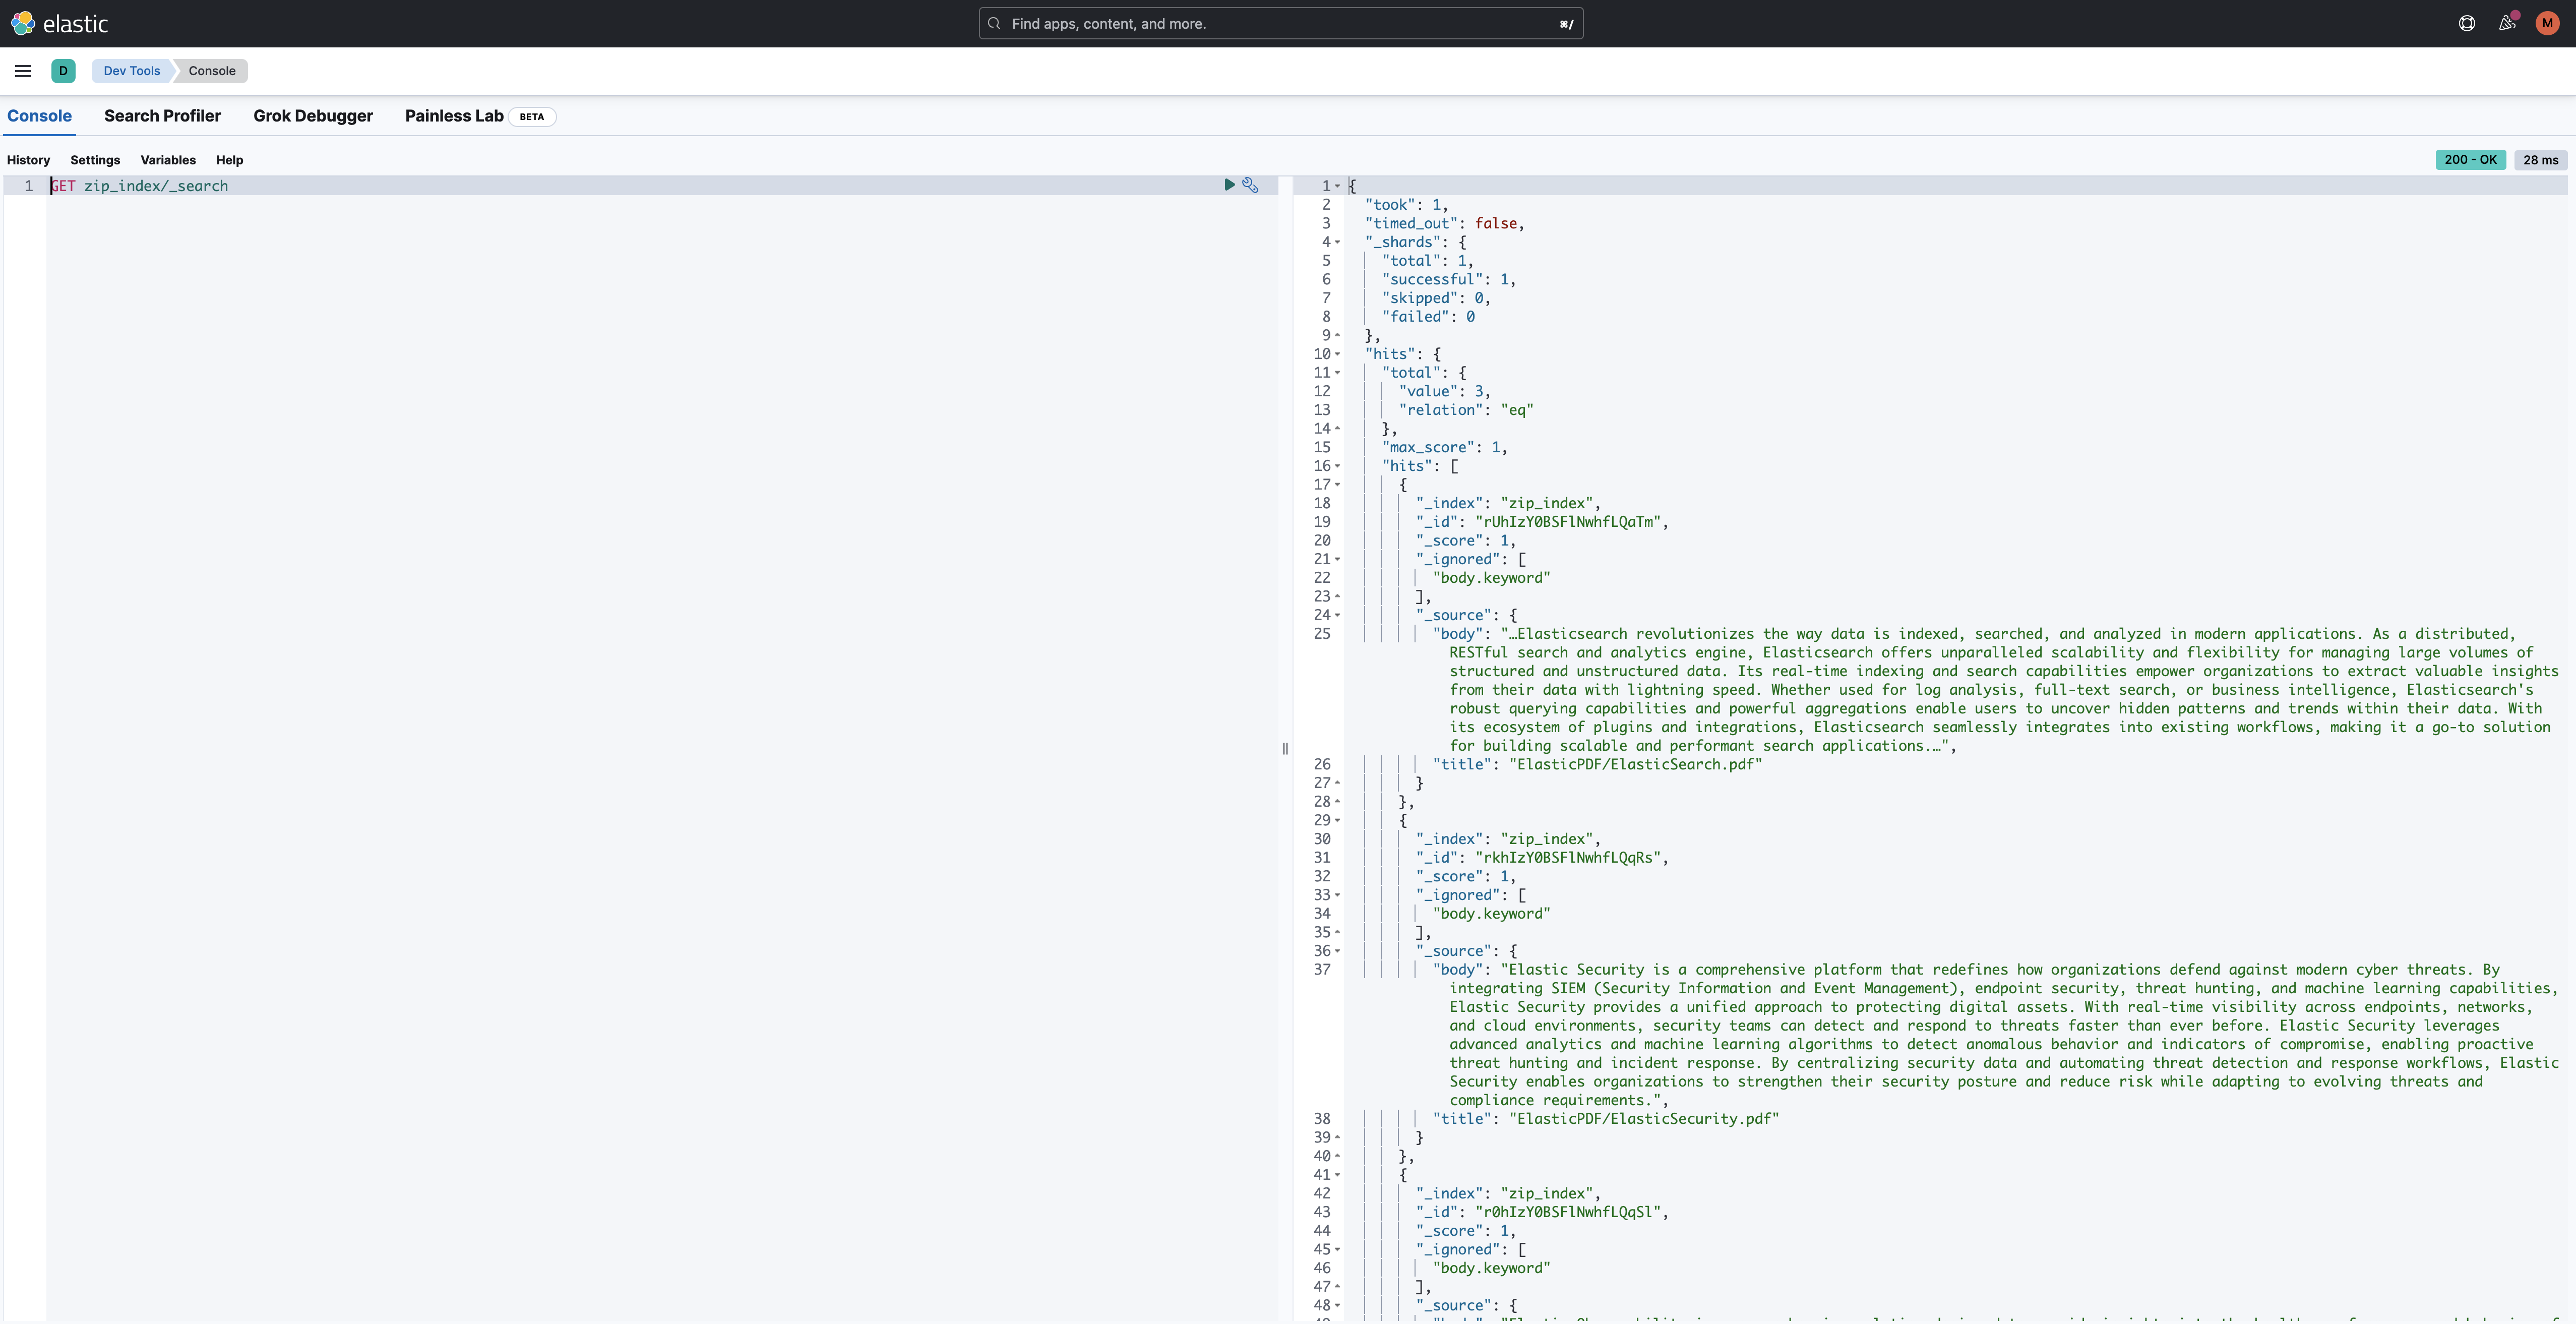 elastic
Find apps, content, and more.
⌘/
M
D
Dev Tools
Console
Console
Search Profiler
Grok Debugger
Painless Lab
BETA
History
Settings
Variables
Help
200 - OK
28 ms
1 GET zip_index/_search
1 {
2 "took": 1,
3 "timed_out": false,
4 "_shards": {
5 "total": 1,
6 "successful": 1,
7 "skipped": 0,
8 "failed": 0
9 },
10 "hits": {
11 "total": {
12 "value": 3,
13 "relation": "eq"
14 },
15 "max_score": 1,
16 "hits": [
17 {
18 "_index": "zip_index",
19 "_id": "rUhIzY0BSFlNwhfLQaTm",
20 "_score": 1,
21 "_ignored": [
22 "body.keyword"
23 ],
24 "_source": {
25 "body": "…Elasticsearch revolutionizes the way data is indexed, searched, and analyzed in modern applications. As a distributed,
RESTful search and analytics engine, Elasticsearch offers unparalleled scalability and flexibility for managing large volumes of
structured and unstructured data. Its real-time indexing and search capabilities empower organizations to extract valuable insights
from their data with lightning speed. Whether used for log analysis, full-text search, or business intelligence, Elasticsearch's
robust querying capabilities and powerful aggregations enable users to uncover hidden patterns and trends within their data. With
its ecosystem of plugins and integrations, Elasticsearch seamlessly integrates into existing workflows, making it a go-to solution
for building scalable and performant search applications.…",
26 "title": "ElasticPDF/ElasticSearch.pdf"
27 }
28 },
29 {
30 "_index": "zip_index",
31 "_id": "rkhIzY0BSFlNwhfLQqRs",
32 "_score": 1,
33 "_ignored": [
34 "body.keyword"
35 ],
36 "_source": {
37 "body": "Elastic Security is a comprehensive platform that redefines how organizations defend against modern cyber threats. By
integrating SIEM (Security Information and Event Management), endpoint security, threat hunting, and machine learning capabilities,
Elastic Security provides a unified approach to protecting digital assets. With real-time visibility across endpoints, networks,
and cloud environments, security teams can detect and respond to threats faster than ever before. Elastic Security leverages
advanced analytics and machine learning algorithms to detect anomalous behavior and indicators of compromise, enabling proactive
threat hunting and incident response. By centralizing security data and automating threat detection and response workflows, Elastic
Security enables organizations to strengthen their security posture and reduce risk while adapting to evolving threats and
compliance requirements.",
38 "title": "ElasticPDF/ElasticSecurity.pdf"
39 }
40 },
41 {
42 "_index": "zip_index",
43 "_id": "r0hIzY0BSFlNwhfLQqSl",
44 "_score": 1,
45 "_ignored": [
46 "body.keyword"
47 ],
48 "_source": {